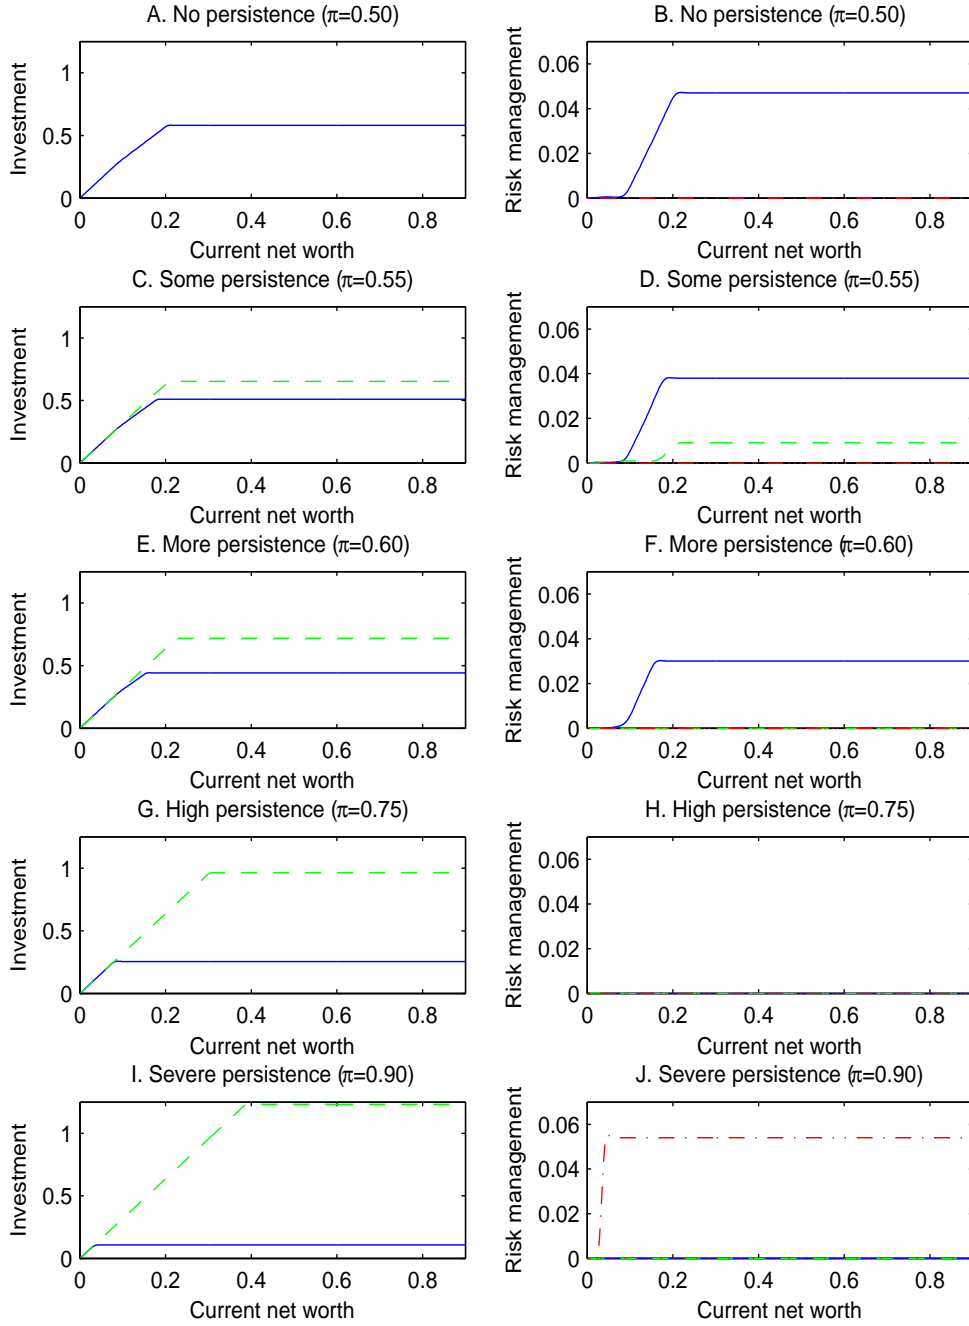 A. No persistence (π=0.50)
Investment
1
0.5
0
0 0.2 0.4 0.6 0.8
Current net worth
B. No persistence (π=0.50)
Risk management
0.06
0.04
0.02
0
0 0.2 0.4 0.6 0.8
Current net worth
C. Some persistence (π=0.55)
Investment
1
0.5
0
0 0.2 0.4 0.6 0.8
Current net worth
D. Some persistence (π=0.55)
Risk management
0.06
0.04
0.02
0
0 0.2 0.4 0.6 0.8
Current net worth
E. More persistence (π=0.60)
Investment
1
0.5
0
0 0.2 0.4 0.6 0.8
Current net worth
F. More persistence (π=0.60)
Risk management
0.06
0.04
0.02
0
0 0.2 0.4 0.6 0.8
Current net worth
G. High persistence (π=0.75)
Investment
1
0.5
0
0 0.2 0.4 0.6 0.8
Current net worth
H. High persistence (π=0.75)
Risk management
0.06
0.04
0.02
0
0 0.2 0.4 0.6 0.8
Current net worth
I. Severe persistence (π=0.90)
Investment
1
0.5
0
0 0.2 0.4 0.6 0.8
Current net worth
J. Severe persistence (π=0.90)
Risk management
0.06
0.04
0.02
0
0 0.2 0.4 0.6 0.8
Current net worth